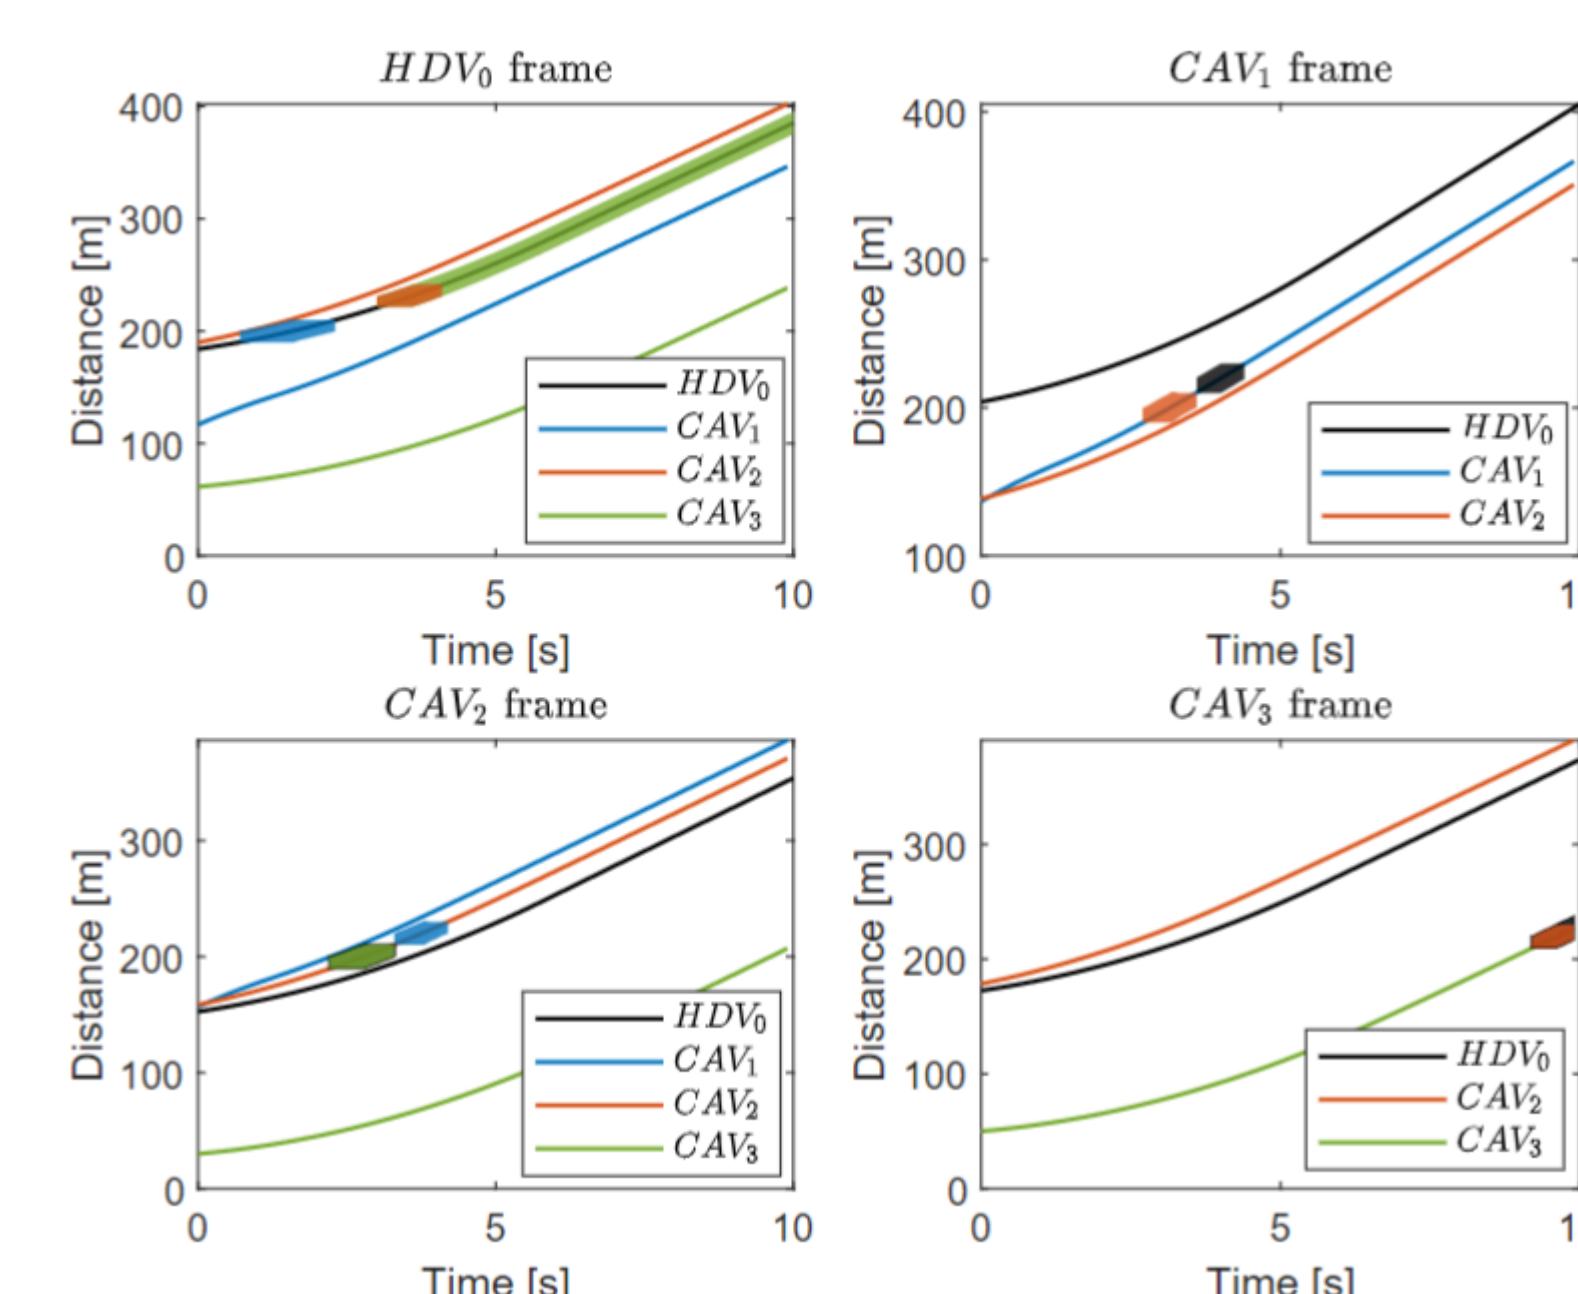 HDV₀ frame
400
300
200
100
0
Distance [m]
0 5 10
Time [s]
HDV₀
CAV₁
CAV₂
CAV₃
CAV₁ frame
400
300
200
100
Distance [m]
0 5 1
Time [s]
HDV₀
CAV₁
CAV₂
CAV₂ frame
300
200
100
0
Distance [m]
0 5 10
Time [s]
HDV₀
CAV₁
CAV₂
CAV₃
CAV₃ frame
300
200
100
0
Distance [m]
0 5 1
Time [s]
HDV₀
CAV₂
CAV₃